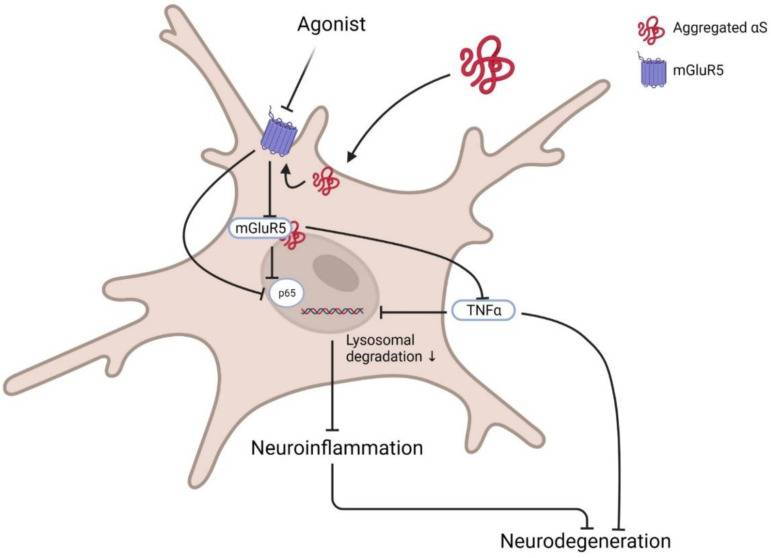 Agonist
Aggregated αS
mGluR5
mGluR5
p65
TNFα
Lysosomal
degradation ↓
Neuroinflammation
Neurodegeneration